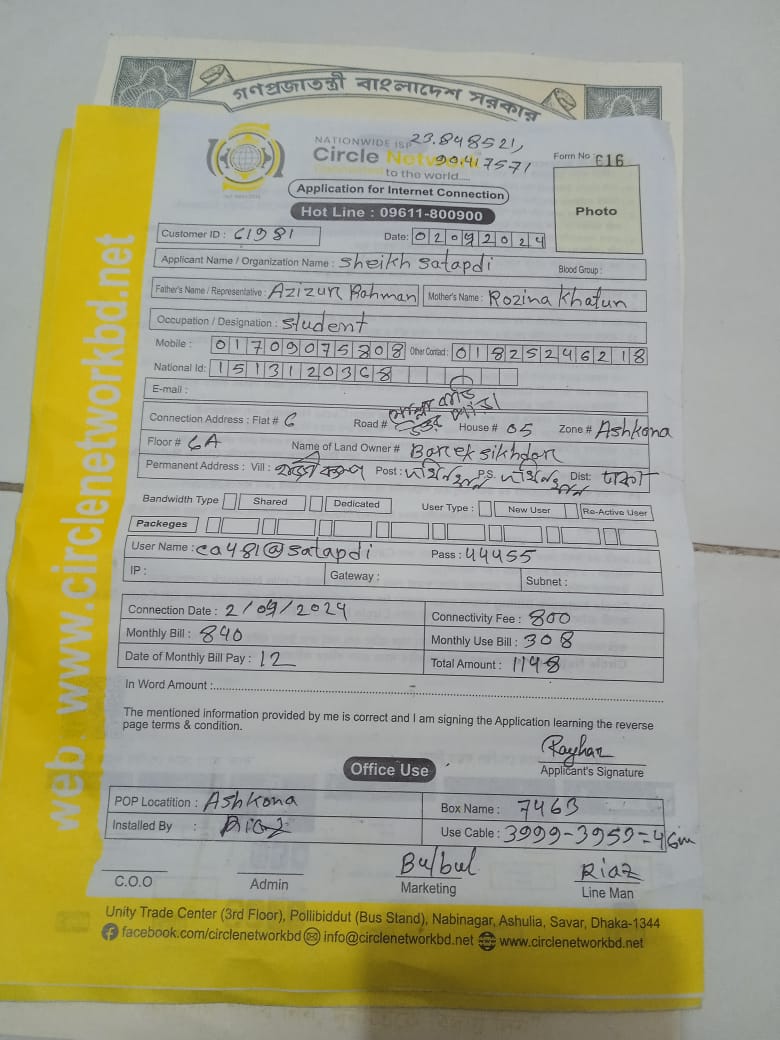 গণপ্রজাতন্ত্রী বাংলাদেশ সরকার
23.848521,
90.417571
NATIONWIDE ISP
Circle Network
Connected to the world....
Form No 616
Application for Internet Connection
Hot Line : 09611-800900
Photo
Customer ID : 61981 Date: 02092024
Applicant Name / Organization Name : Sheikh Satapdi Blood Group :
Father's Name / Representative : Azizur Rahman Mother's Name : Rozina Khatun
Occupation / Designation : Student
Mobile : 01709075808 Other Contact : 01825246218
National Id: 1513120368
E-mail :
Connection Address : Flat # 6 Road # House # 05 Zone # Ashkona
Floor # 6A Name of Land Owner # Barek Sikhdar
Permanent Address : Vill : Post : P.S. Dist: ঢাকা
Bandwidth Type Shared Dedicated User Type : New User Re-Active User
Packeges
User Name : ca481@satapdi Pass : 44455
IP : Gateway : Subnet :
Connection Date : 2/09/2024 Connectivity Fee : 800
Monthly Bill : 840 Monthly Use Bill : 308
Date of Monthly Bill Pay : 12 Total Amount : 1148
In Word Amount :
The mentioned information provided by me is correct and I am signing the Application learning the reverse
page terms & condition.
Rayhan
Applicant's Signature
Office Use
POP Locatition : Ashkona Box Name : 7463
Installed By : Riaz Use Cable : 3999-3959=46m
Bulbul Riaz
C.O.O Admin Marketing Line Man
Unity Trade Center (3rd Floor), Pollibiddut (Bus Stand), Nabinagar, Ashulia, Savar, Dhaka-1344
facebook.com/circlenetworkbd info@circlenetworkbd.net www.circlenetworkbd.net
web : www.circlenetworkbd.net